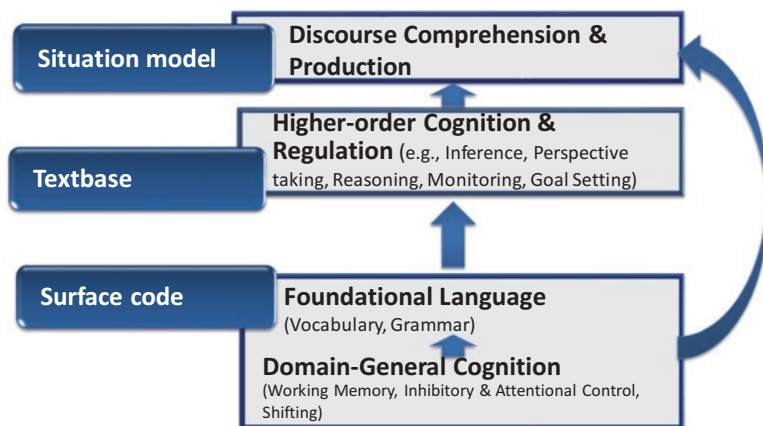 Situation model
Discourse Comprehension &
Production
Textbase
Higher-order Cognition &
Regulation (e.g., Inference, Perspective
taking, Reasoning, Monitoring, Goal Setting)
Surface code
Foundational Language
(Vocabulary, Grammar)
Domain-General Cognition
(Working Memory, Inhibitory & Attentional Control,
Shifting)